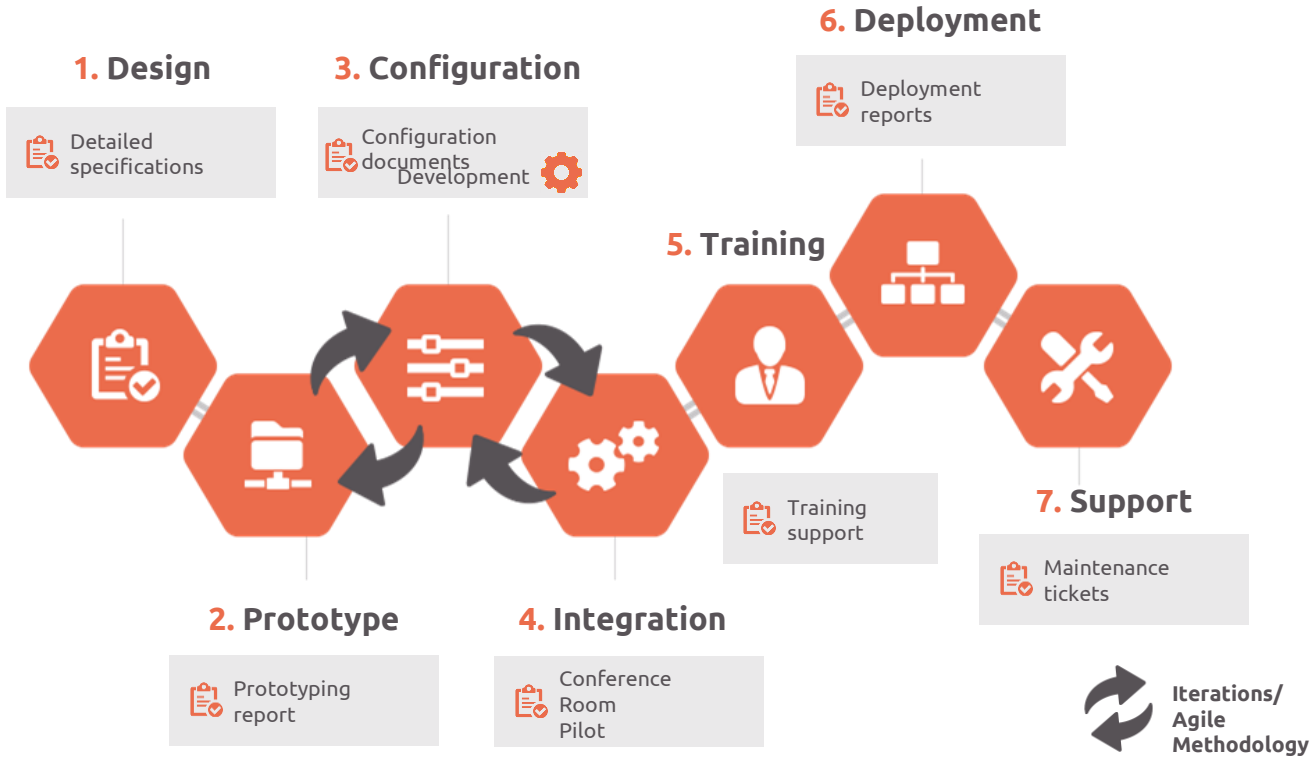 1. Design
Detailed
specifications
2. Prototype
Prototyping
report
3. Configuration
Configuration
documents
Development
4. Integration
Conference
Room
Pilot
5. Training
Training
support
6. Deployment
Deployment
reports
7. Support
Maintenance
tickets
Iterations/
Agile
Methodology